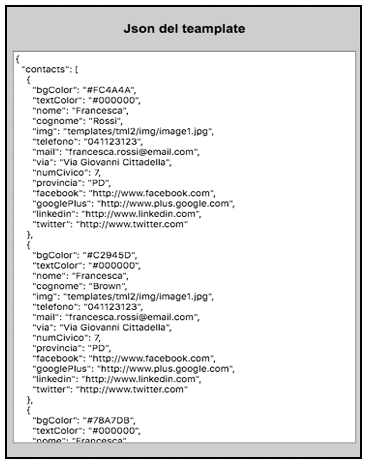 Json del teamplate
{
"contacts": [
{
"bgColor": "#FC4A4A",
"textColor": "#000000",
"nome": "Francesca",
"cognome": "Rossi",
"img": "templates/tml2/img/image1.jpg",
"telefono": "041123123",
"mail": "francesca.rossi@email.com",
"via": "Via Giovanni Cittadella",
"numCivico": 7,
"provincia": "PD",
"facebook": "http://www.facebook.com",
"googlePlus": "http://www.plus.google.com",
"linkedin": "http://www.linkedin.com",
"twitter": "http://www.twitter.com"
},
{
"bgColor": "#C2945D",
"textColor": "#000000",
"nome": "Francesca",
"cognome": "Brown",
"img": "templates/tml2/img/image1.jpg",
"telefono": "041123123",
"mail": "francesca.rossi@email.com",
"via": "Via Giovanni Cittadella",
"numCivico": 7,
"provincia": "PD",
"facebook": "http://www.facebook.com",
"googlePlus": "http://www.plus.google.com",
"linkedin": "http://www.linkedin.com",
"twitter": "http://www.twitter.com"
},
{
"bgColor": "#78A7DB",
"textColor": "#000000",
"nome": "Francesca",